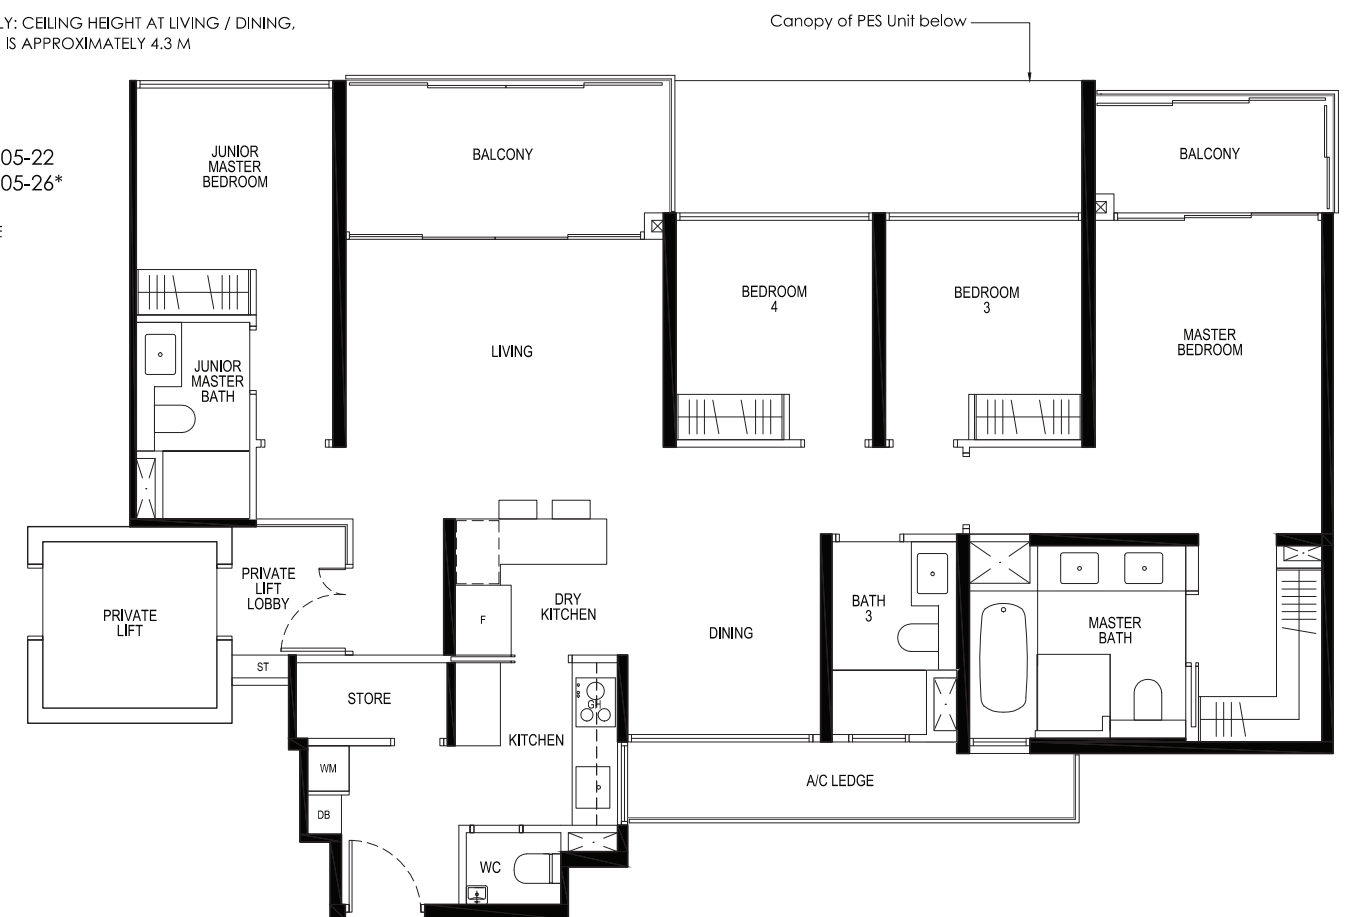 LY: CEILING HEIGHT AT LIVING / DINING,
IS APPROXIMATELY 4.3 M
Canopy of PES Unit below
05-22
05-26*
E
JUNIOR
MASTER
BEDROOM
BALCONY
BALCONY
BEDROOM
4
BEDROOM
3
MASTER
BEDROOM
LIVING
JUNIOR
MASTER
BATH
PRIVATE
LIFT
LOBBY
PRIVATE
LIFT
DRY
KITCHEN
F
DINING
BATH
3
MASTER
BATH
ST
STORE
GH
KITCHEN
WM
DB
A/C LEDGE
WC